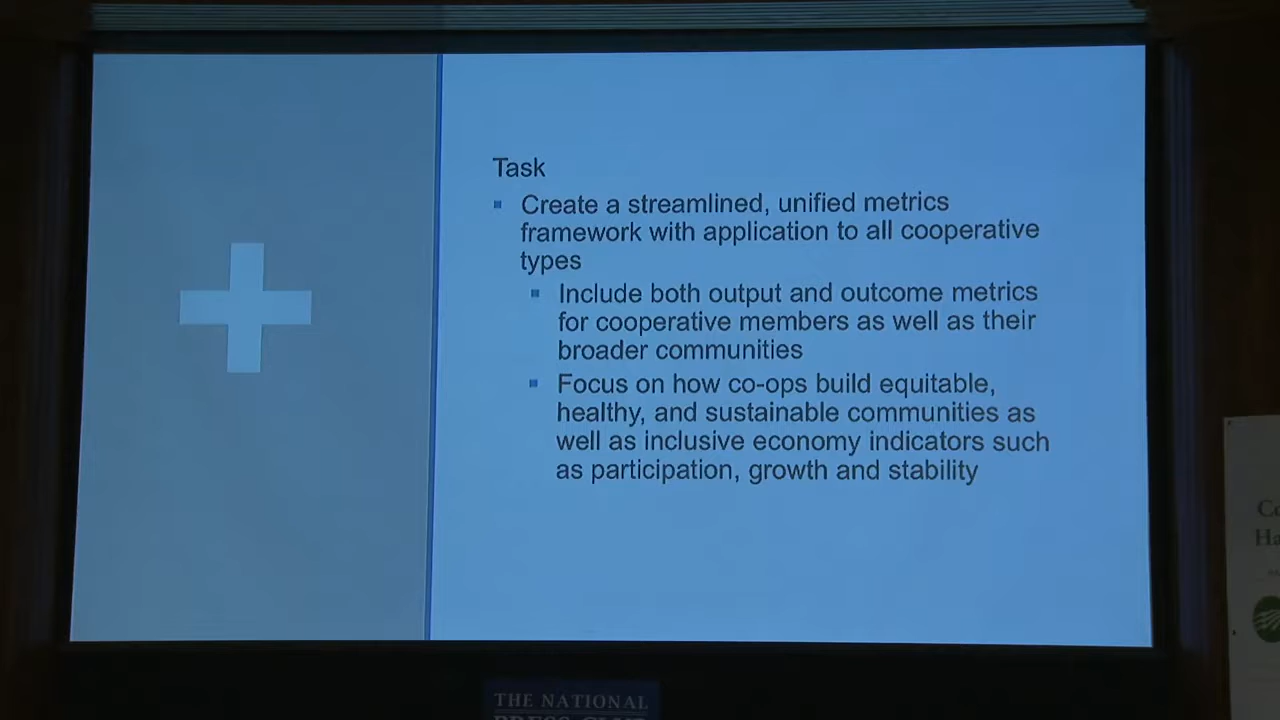 Task
Create a streamlined, unified metrics
framework with application to all cooperative
types
Include both output and outcome metrics
for cooperative members as well as their
broader communities
Focus on how co-ops build equitable,
healthy, and sustainable communities as
well as inclusive economy indicators such
as participation, growth and stability
THE NATIONAL